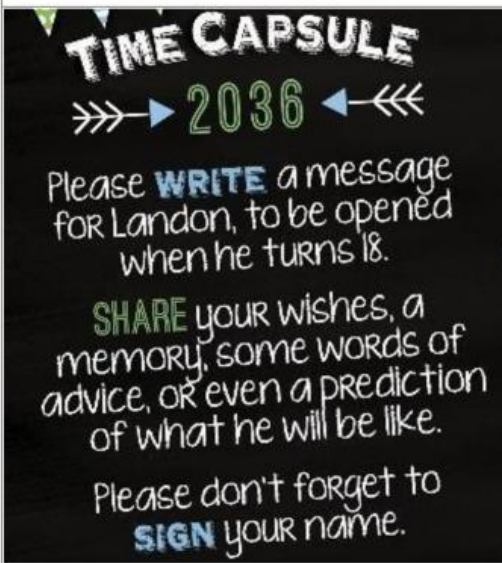 TIME CAPSULE
2036
Please WRITE a message
for Landon, to be opened
when he turns 18.
SHARE your wishes, a
memory, some words of
advice, or even a prediction
of what he will be like.
Please don't forget to
SIGN your name.